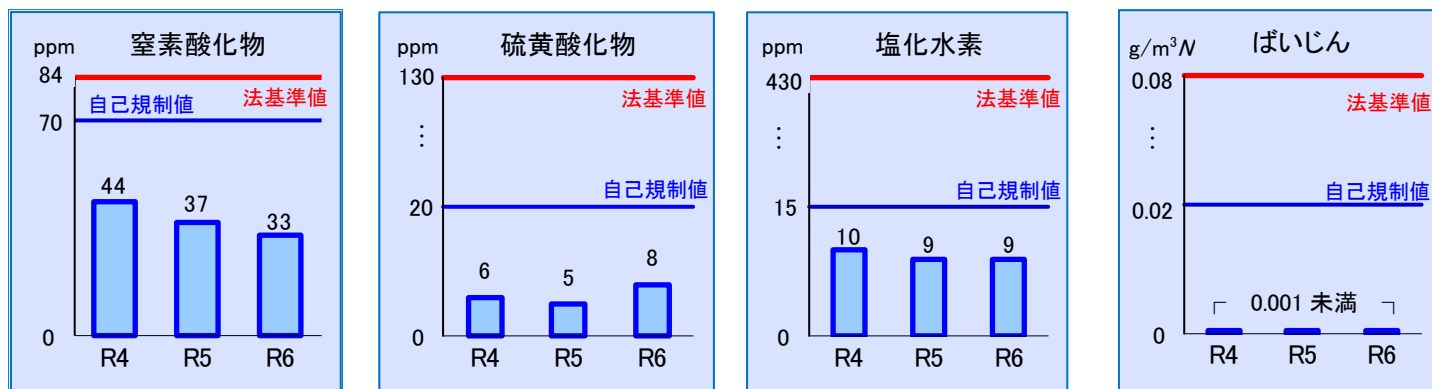 ppm 窒素酸化物
84
法基準値
自己規制値
70
44
37
33
0
R4 R5 R6
ppm 硫黄酸化物
130
法基準値
⋮
自己規制値
20
6
5
8
0
R4 R5 R6
ppm 塩化水素
430
法基準値
⋮
自己規制値
15
10
9
9
0
R4 R5 R6
g/m³N ばいじん
0.08
法基準値
⋮
自己規制値
0.02
┌ 0.001 未満 ┐
0
R4 R5 R6